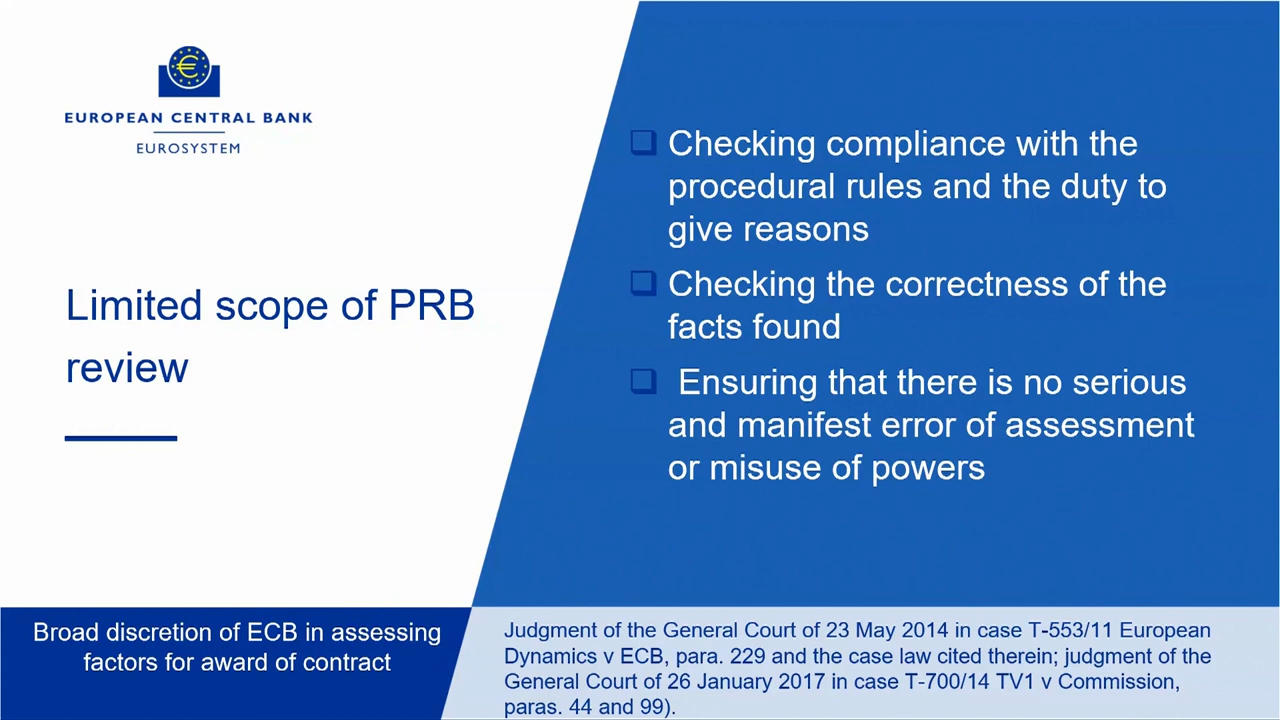 EUROPEAN CENTRAL BANK
EUROSYSTEM
Limited scope of PRB
review
Checking compliance with the
procedural rules and the duty to
give reasons
Checking the correctness of the
facts found
Ensuring that there is no serious
and manifest error of assessment
or misuse of powers
Broad discretion of ECB in assessing
factors for award of contract
Judgment of the General Court of 23 May 2014 in case T-553/11 European
Dynamics v ECB, para. 229 and the case law cited therein; judgment of the
General Court of 26 January 2017 in case T-700/14 TV1 v Commission,
paras. 44 and 99).